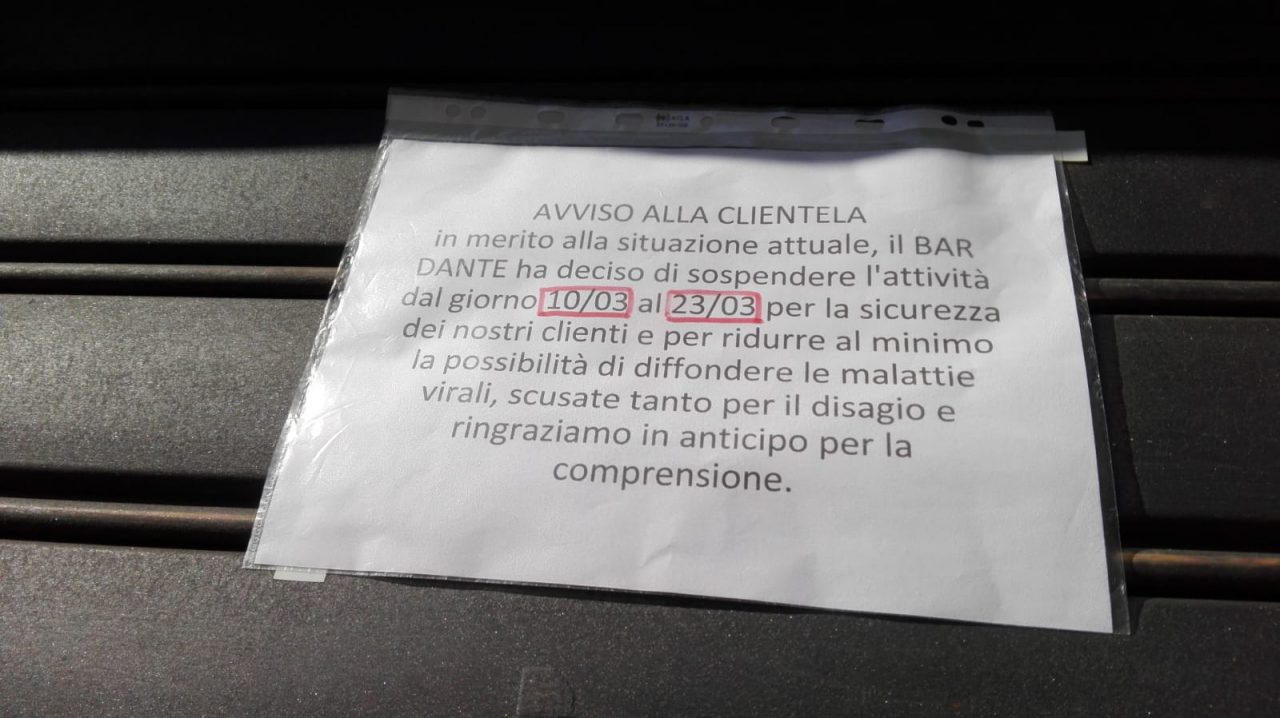 AVVISO ALLA CLIENTELA
in merito alla situazione attuale, il BAR
DANTE ha deciso di sospendere l'attività
dal giorno 10/03 al 23/03 per la sicurezza
dei nostri clienti e per ridurre al minimo
la possibilità di diffondere le malattie
virali, scusate tanto per il disagio e
ringraziamo in anticipo per la
comprensione.